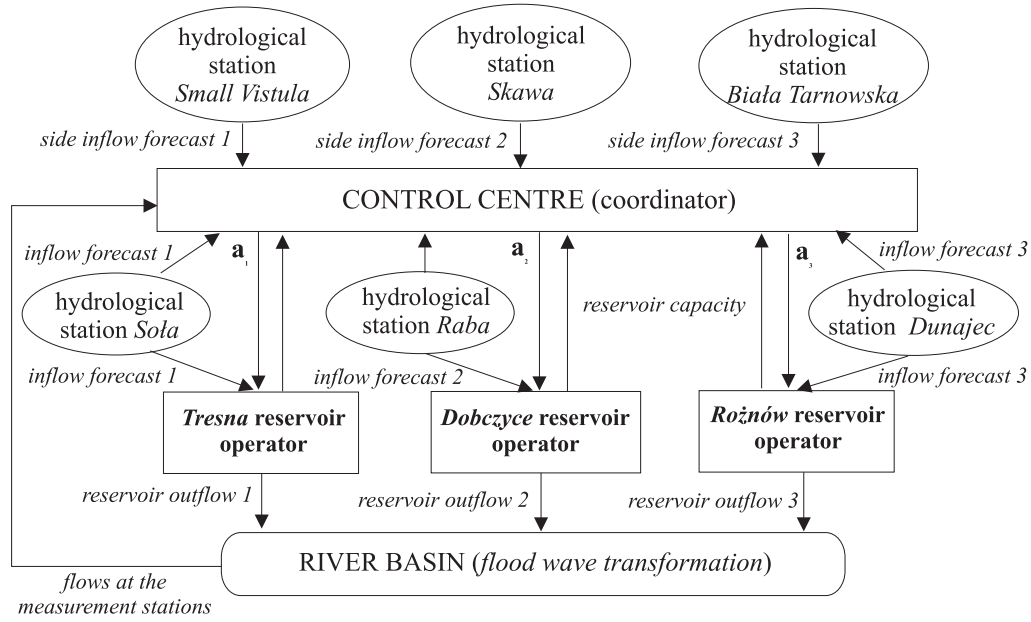 hydrological
station
Small Vistula
hydrological
station
Skawa
hydrological
station
Biała Tarnowska
side inflow forecast 1
side inflow forecast 2
side inflow forecast 3
CONTROL CENTRE (coordinator)
inflow forecast 1
a₁
a₂
a₃
inflow forecast 3
hydrological
station Soła
hydrological
station Raba
reservoir capacity
hydrological
station Dunajec
inflow forecast 1
inflow forecast 2
inflow forecast 3
Tresna reservoir
operator
Dobczyce reservoir
operator
Rożnów reservoir
operator
reservoir outflow 1
reservoir outflow 2
reservoir outflow 3
RIVER BASIN (flood wave transformation)
flows at the
measurement stations